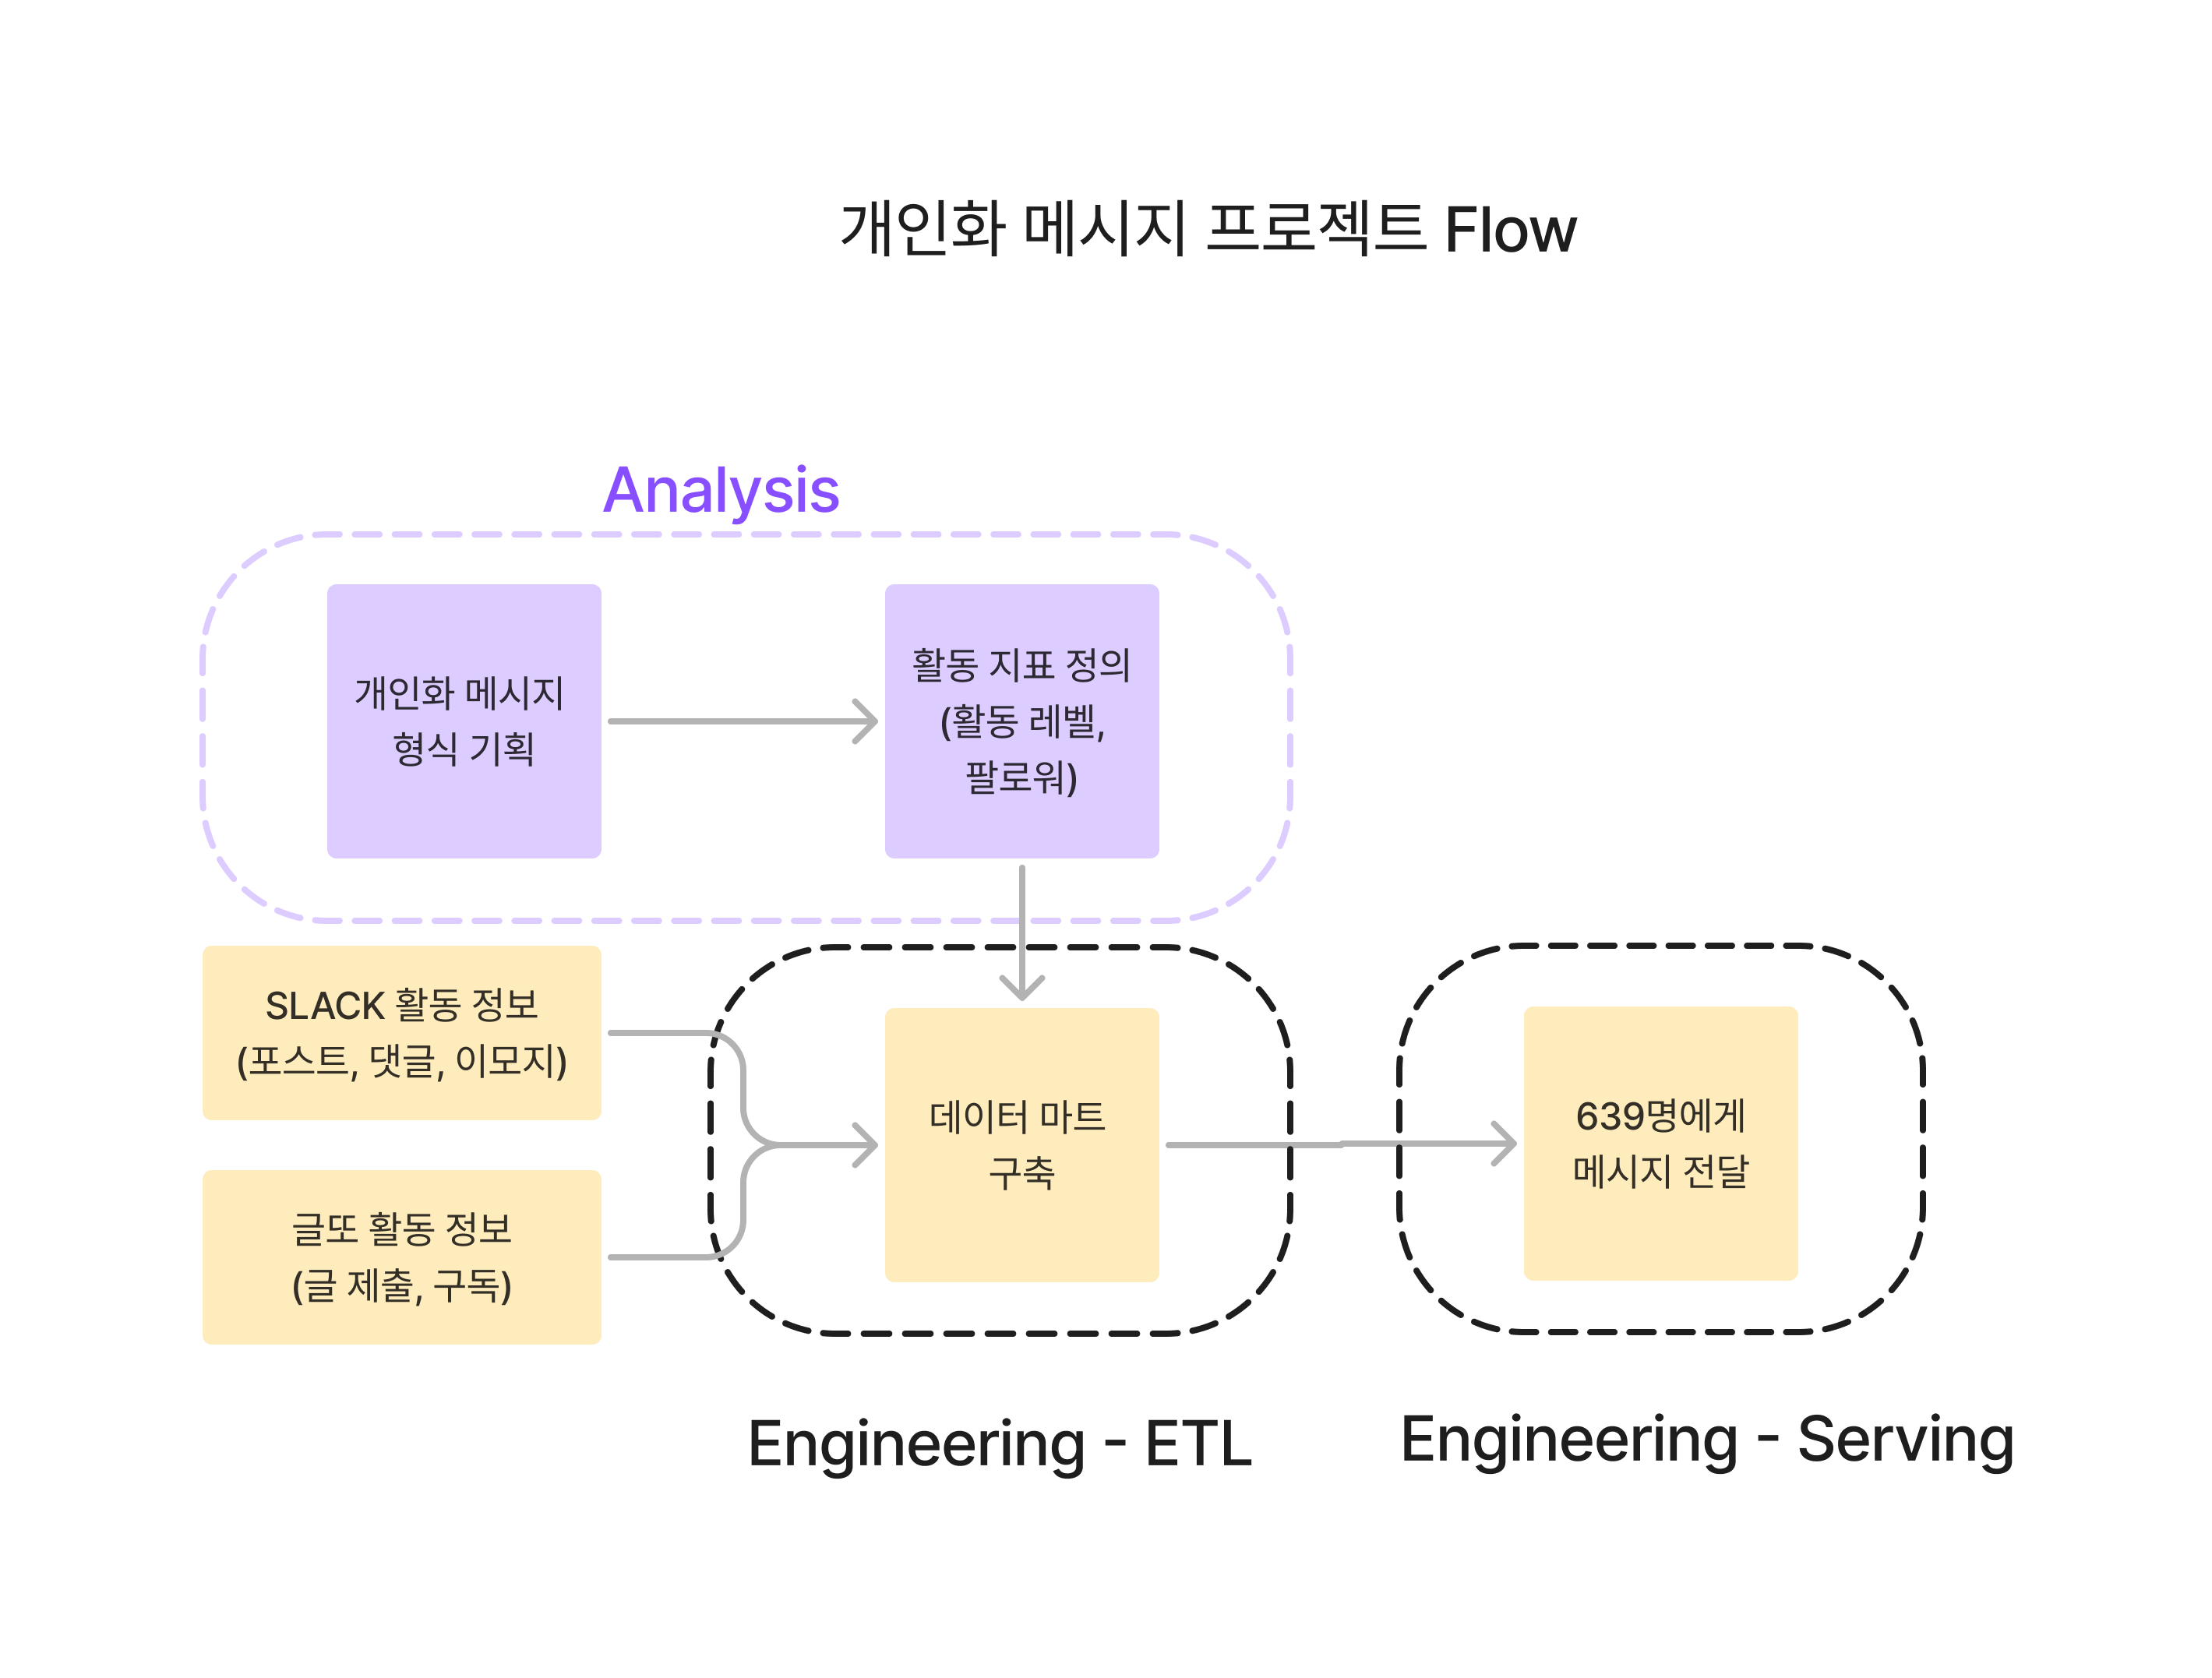 개인화 메시지 프로젝트 Flow
Analysis
개인화 메시지
형식 기획
활동 지표 정의
(활동 레벨,
팔로워)
SLACK 활동 정보
(포스트, 댓글, 이모지)
글또 활동 정보
(글 제출, 구독)
데이터 마트
구축
639명에게
메시지 전달
Engineering - ETL
Engineering - Serving